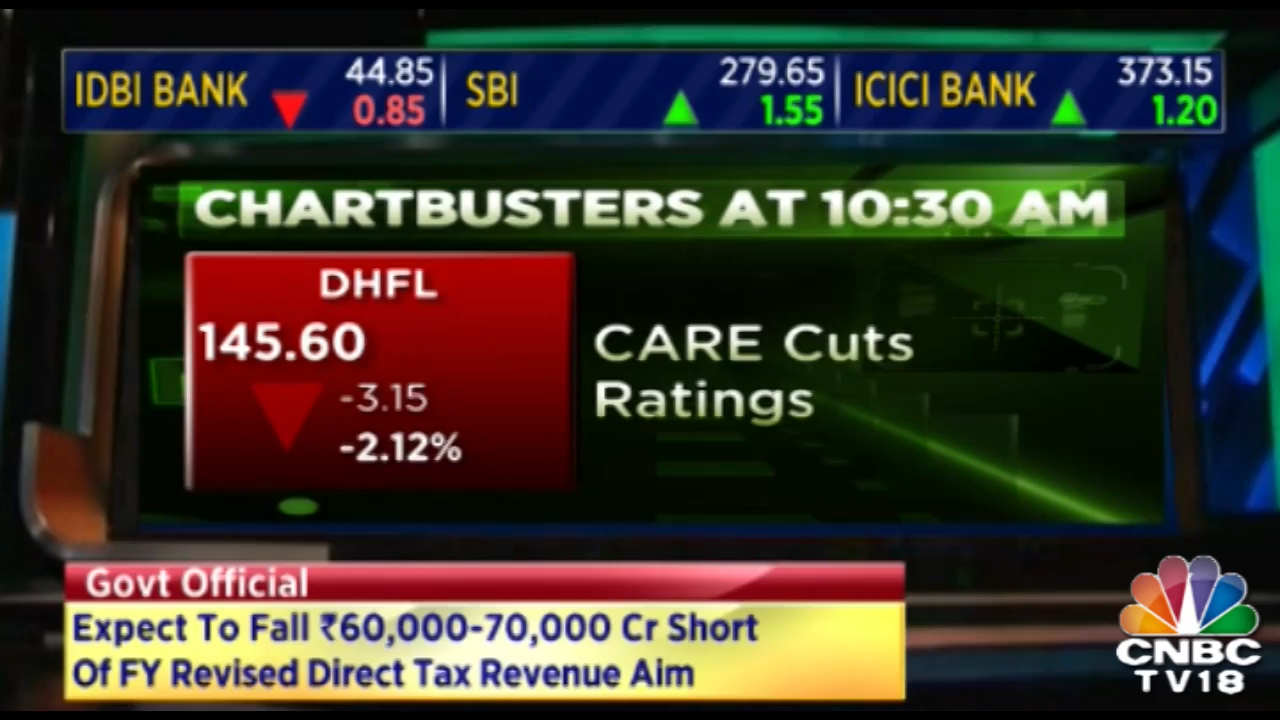 IDBI BANK 44.85 0.85 SBI 279.65 1.55 ICICI BANK 373.15 1.20
CHARTBUSTERS AT 10:30 AM
DHFL
145.60
-3.15
-2.12%
CARE Cuts
Ratings
Govt Official
Expect To Fall ₹60,000-70,000 Cr Short
Of FY Revised Direct Tax Revenue Aim
CNBC
TV18